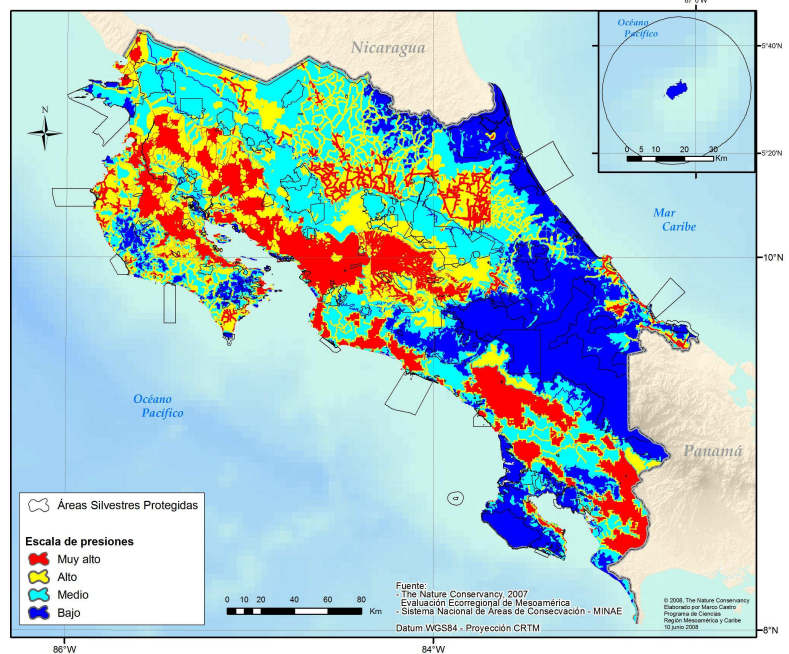 87°0'W
Océano
Pacífico
5°40'N
5°20'N
0 5 10 20 30
Km
Nicaragua
N
Mar
Caribe
10°N
Océano
Pacífico
Panamá
Áreas Silvestres Protegidas
Escala de presiones
Muy alto
Alto
Medio
Bajo
0 10 20 40 60 80
Km
Fuente:
- The Nature Conservancy, 2007
Evaluación Ecorregional de Mesoamérica
- Sistema Nacional de Áreas de Consecvación - MINAE
Datum WGS84 - Proyección CRTM
© 2008, The Nature Conservancy
Elaborado por Marco Castro
Programa de Ciencias
Región Mesoamérica y Caribe
10 junio 2008
8°N
86°W
84°W